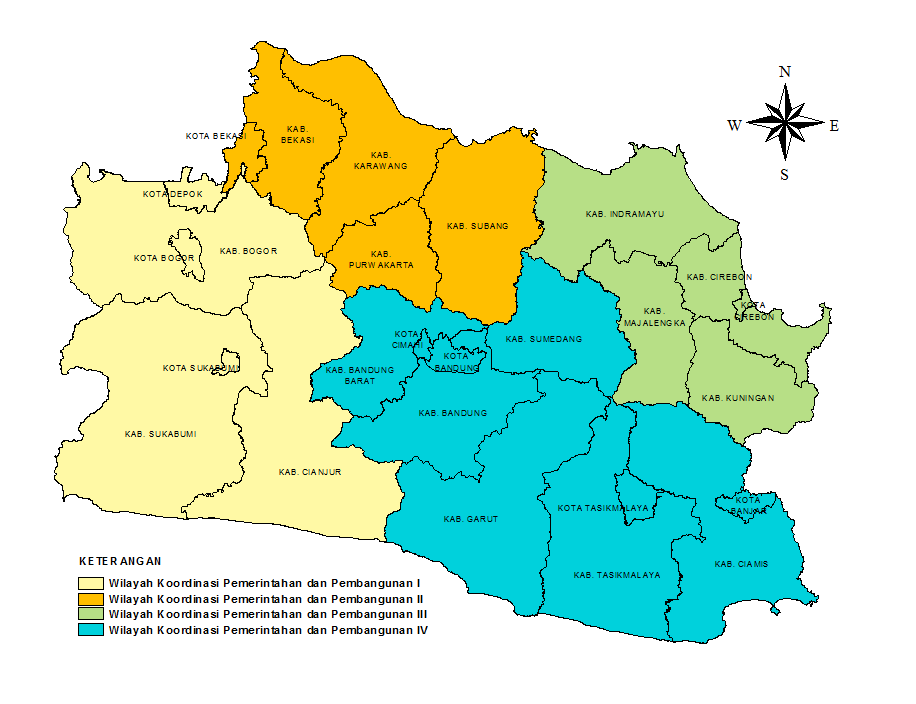 N
W E
S
KOTA BEKASI
KAB.
BEKASI
KAB.
KARAWANG
KOTA DEPOK
KAB. INDRAMAYU
KAB. SUBANG
KOTA BOGOR
KAB. BOGOR
KAB.
PURWAKARTA
KAB. CIREBON
KOTA
CIREBON
KAB.
MAJALENGKA
KOTA
CIMAHI
KAB. SUMEDANG
KOTA
BANDUNG
KOTA SUKABUMI
KAB. BANDUNG
BARAT
KAB. KUNINGAN
KAB. BANDUNG
KAB. SUKABUMI
KAB. CIANJUR
KOTA
BANJAR
KOTA TASIKMALAYA
KAB. GARUT
KAB. CIAMIS
KAB. TASIKMALAYA
KETERANGAN
Wilayah Koordinasi Pemerintahan dan Pembangunan I
Wilayah Koordinasi Pemerintahan dan Pembangunan II
Wilayah Koordinasi Pemerintahan dan Pembangunan III
Wilayah Koordinasi Pemerintahan dan Pembangunan IV